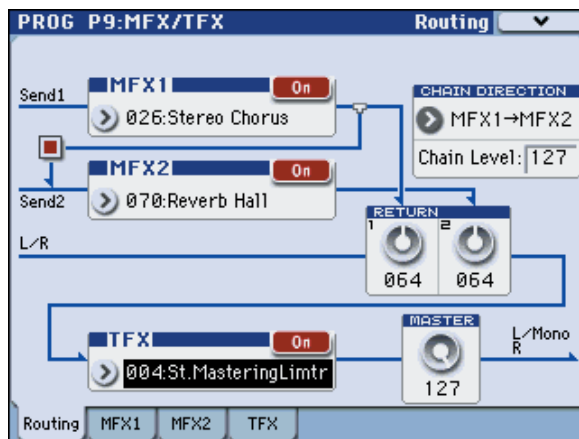 PROG P9:MFX/TFX
Routing
MFX1
On
Send1
026:Stereo Chorus
CHAIN DIRECTION
MFX1→MFX2
Chain Level: 127
MFX2
On
Send2
070:Reverb Hall
L/R
RETURN
1 2
064 064
TFX
On
004:St.MasteringLimtr
MASTER
127
L/Mono
R
Routing MFX1 MFX2 TFX